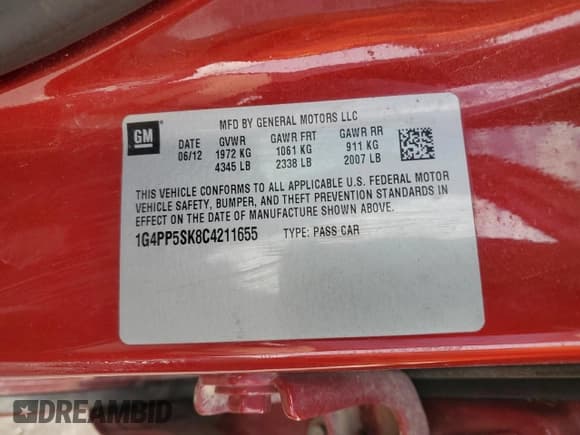 GM
MFD BY GENERAL MOTORS LLC
DATE GVWR GAWR FRT GAWR RR
06/12 1972 KG 1061 KG 911 KG
4345 LB 2338 LB 2007 LB
THIS VEHICLE CONFORMS TO ALL APPLICABLE U.S. FEDERAL MOTOR
VEHICLE SAFETY, BUMPER, AND THEFT PREVENTION STANDARDS IN
EFFECT ON THE DATE OF MANUFACTURE SHOWN ABOVE.
1G4PP5SK8C4211655 TYPE: PASS CAR
DREAMBID